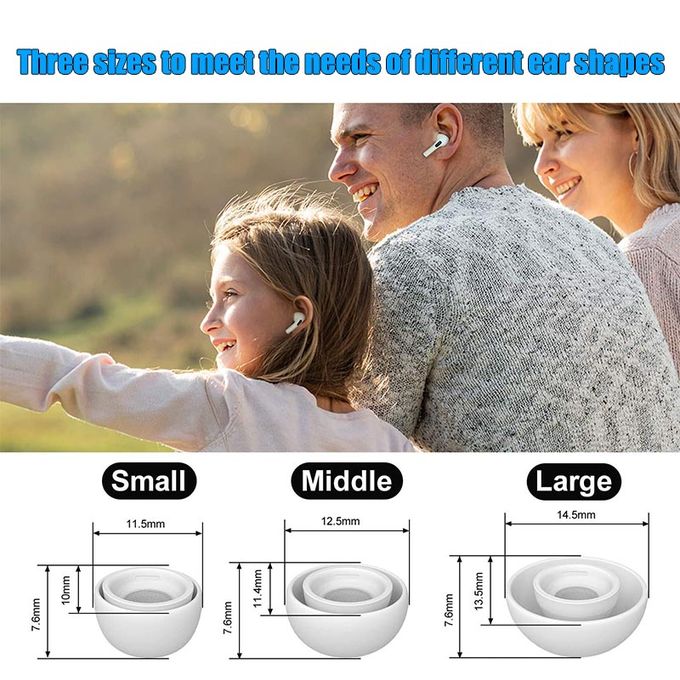 Three sizes to meet the needs of different ear shapes
Small Middle Large
11.5mm 12.5mm 14.5mm
7.6mm 10mm 7.6mm 11.4mm 7.6mm 13.5mm